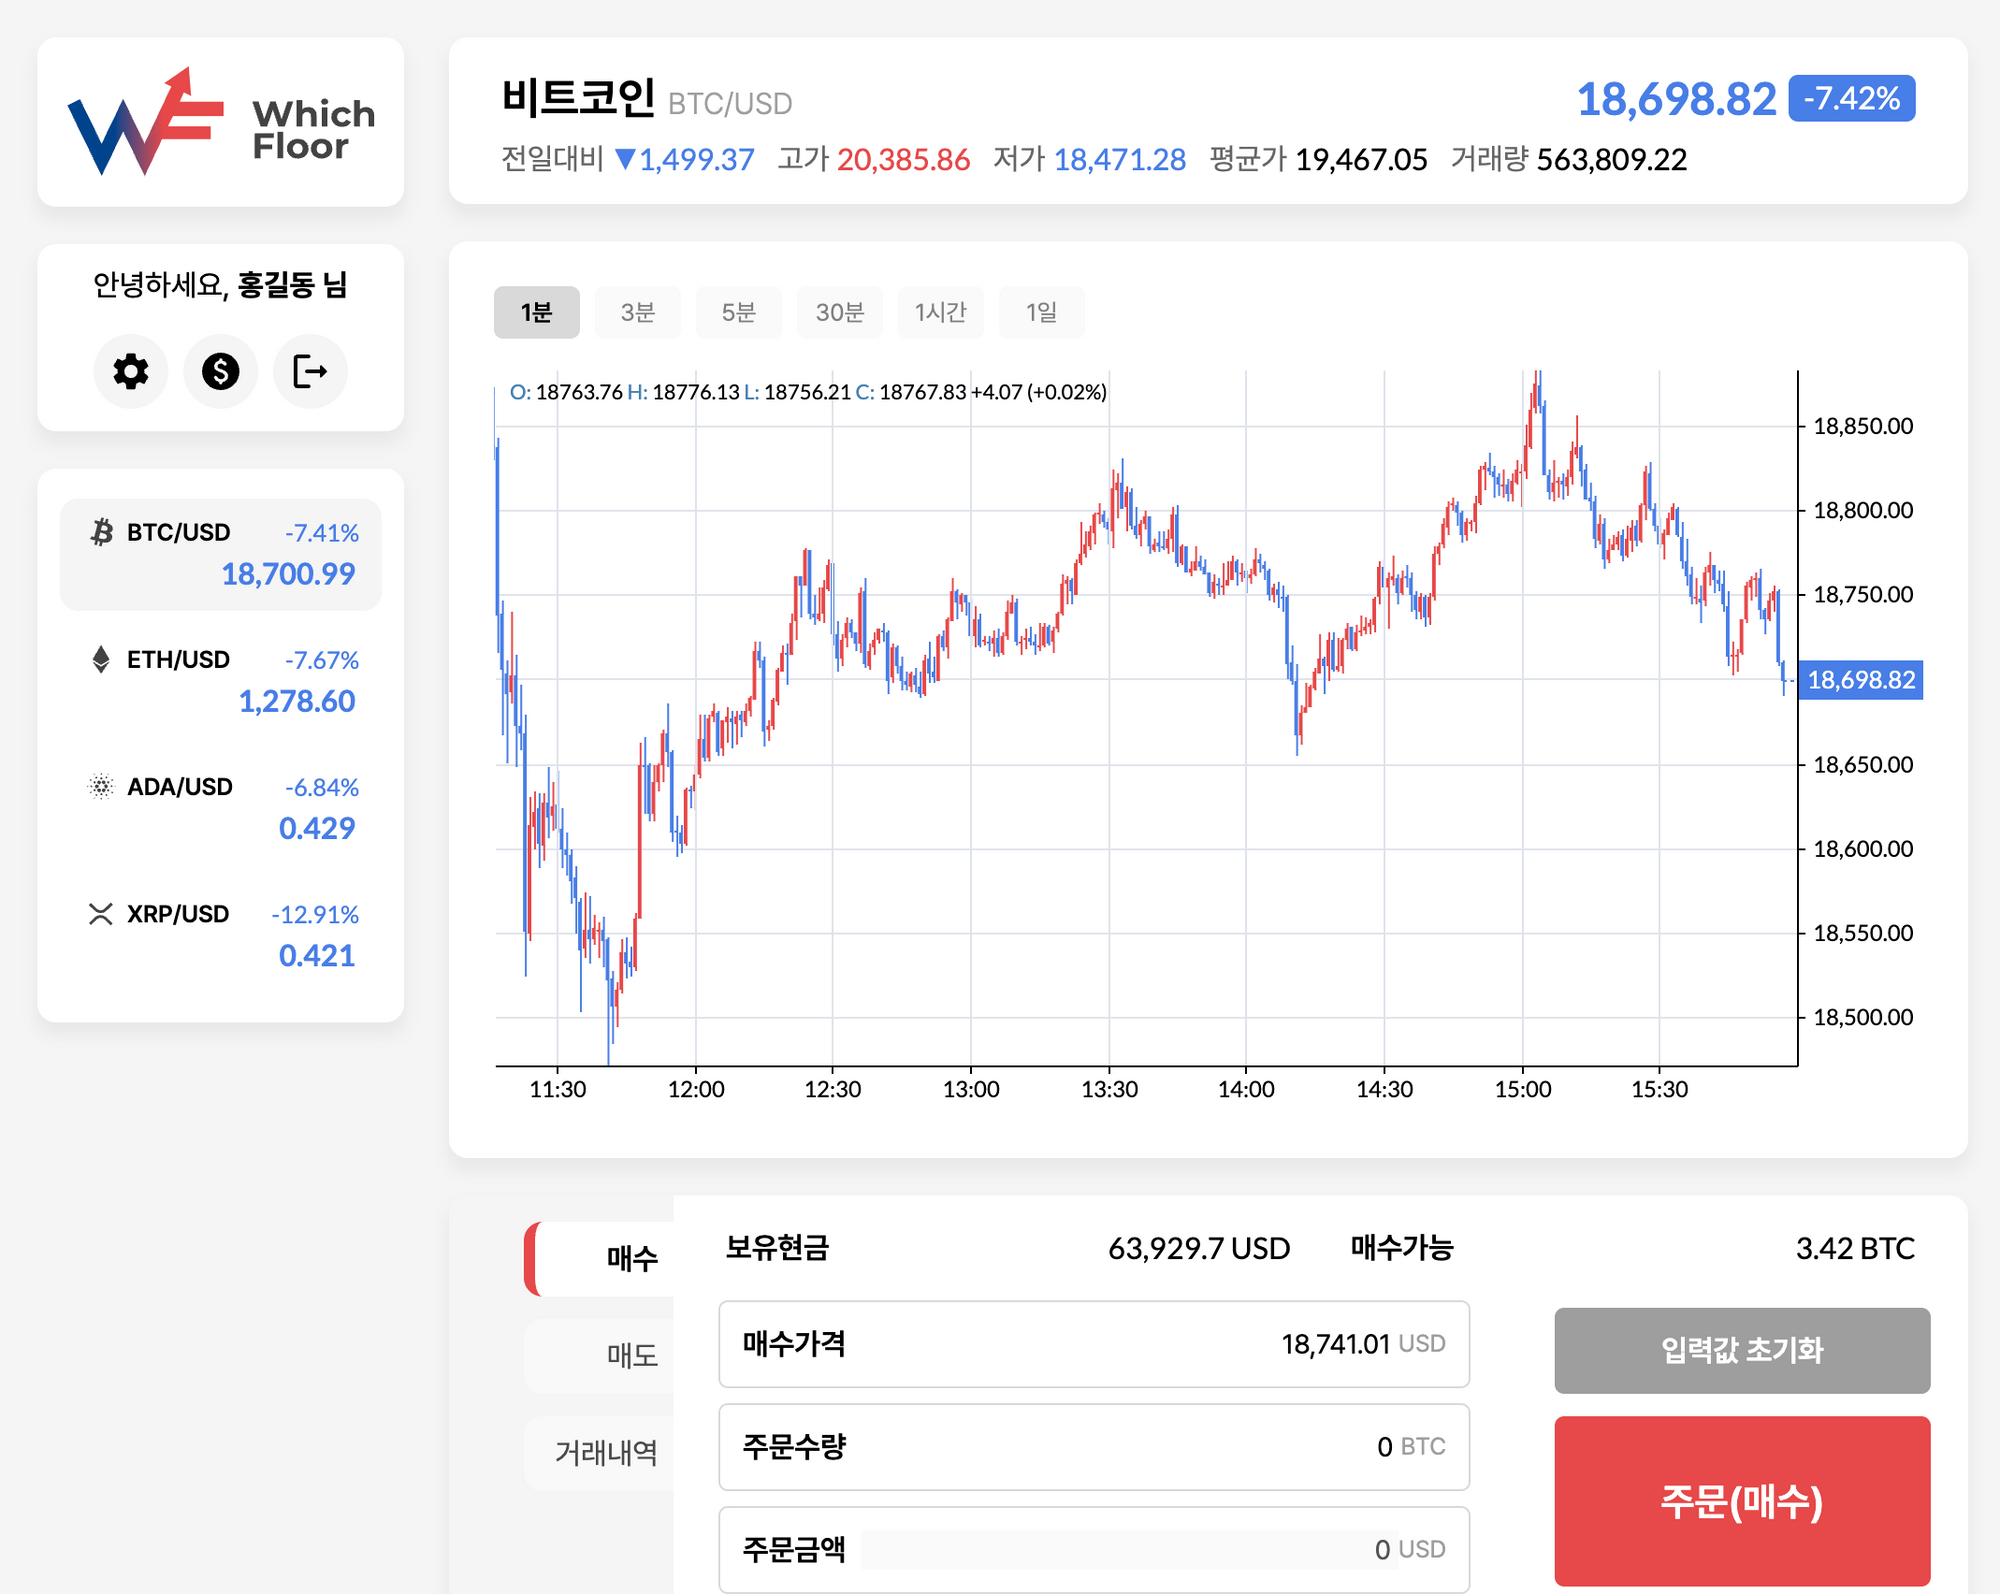 Which
Floor
안녕하세요, 홍길동 님
BTC/USD -7.41%
18,700.99
ETH/USD -7.67%
1,278.60
ADA/USD -6.84%
0.429
XRP/USD -12.91%
0.421
비트코인 BTC/USD 18,698.82 -7.42%
전일대비 ▼1,499.37 고가 20,385.86 저가 18,471.28 평균가 19,467.05 거래량 563,809.22
1분 3분 5분 30분 1시간 1일
O: 18763.76 H: 18776.13 L: 18756.21 C: 18767.83 +4.07 (+0.02%)
18,850.00
18,800.00
18,750.00
18,698.82
18,650.00
18,600.00
18,550.00
18,500.00
11:30 12:00 12:30 13:00 13:30 14:00 14:30 15:00 15:30
매수
매도
거래내역
보유현금 63,929.7 USD 매수가능 3.42 BTC
매수가격 18,741.01 USD
주문수량 0 BTC
주문금액 0 USD
입력값 초기화
주문(매수)